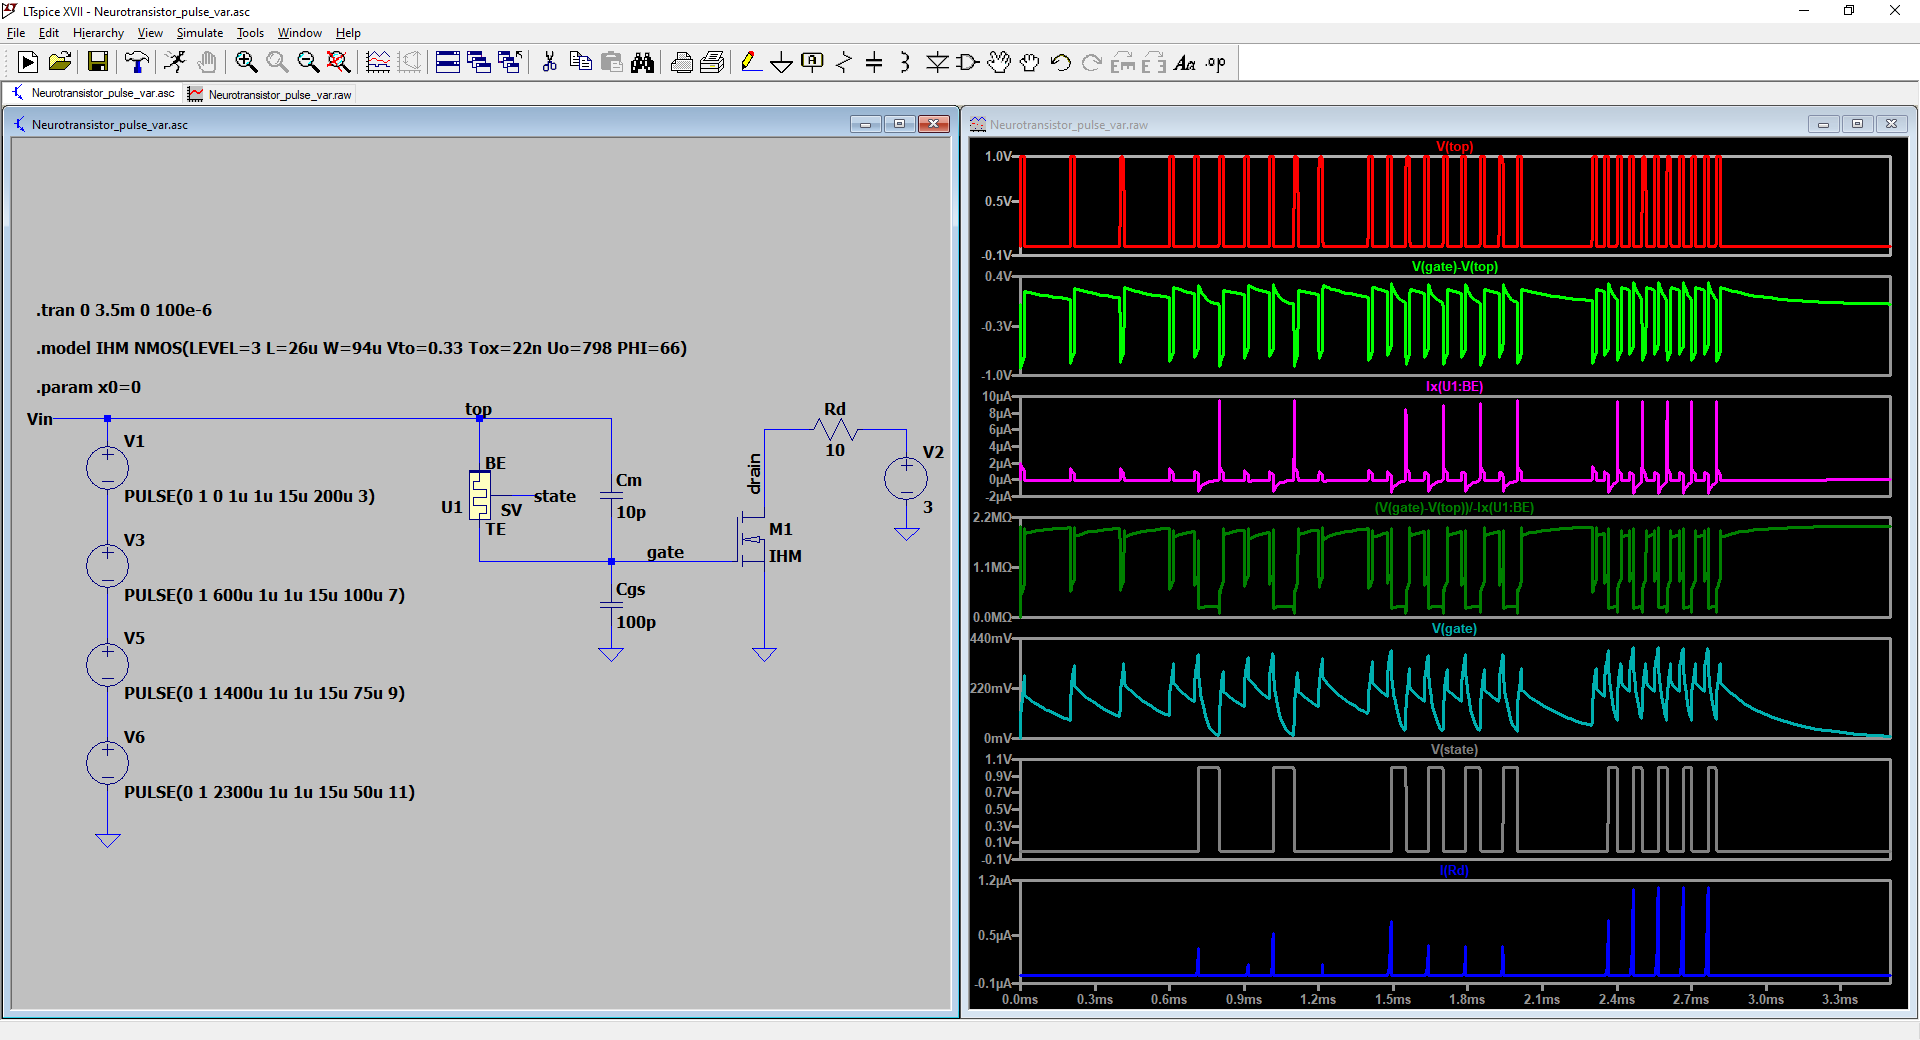 LTspice XVII - Neurotransistor_pulse_var.asc
File Edit Hierarchy View Simulate Tools Window Help
Neurotransistor_pulse_var.asc
Neurotransistor_pulse_var.raw
Neurotransistor_pulse_var.asc
.tran 0 3.5m 0 100e-6
.model IHM NMOS(LEVEL=3 L=26u W=94u Vto=0.33 Tox=22n Uo=798 PHI=66)
.param x0=0
Vin
top
V1
PULSE(0 1 0 1u 1u 15u 200u 3)
V3
PULSE(0 1 600u 1u 1u 15u 100u 7)
V5
PULSE(0 1 1400u 1u 1u 15u 75u 9)
V6
PULSE(0 1 2300u 1u 1u 15u 50u 11)
BE
U1
state
SV
TE
Cm
10p
gate
Cgs
100p
drain
Rd
10
V2
3
M1
IHM
Neurotransistor_pulse_var.raw
V(top)
1.0V
0.5V
-0.1V
V(gate)-V(top)
0.4V
-0.3V
-1.0V
Ix(U1:BE)
10µA
8µA
6µA
4µA
2µA
0µA
-2µA
(V(gate)-V(top))/-Ix(U1:BE)
2.2MΩ
1.1MΩ
0.0MΩ
V(gate)
440mV
220mV
0mV
V(state)
1.1V
0.9V
0.7V
0.5V
0.3V
0.1V
-0.1V
I(Rd)
1.2µA
0.5µA
-0.1µA
0.0ms 0.3ms 0.6ms 0.9ms 1.2ms 1.5ms 1.8ms 2.1ms 2.4ms 2.7ms 3.0ms 3.3ms